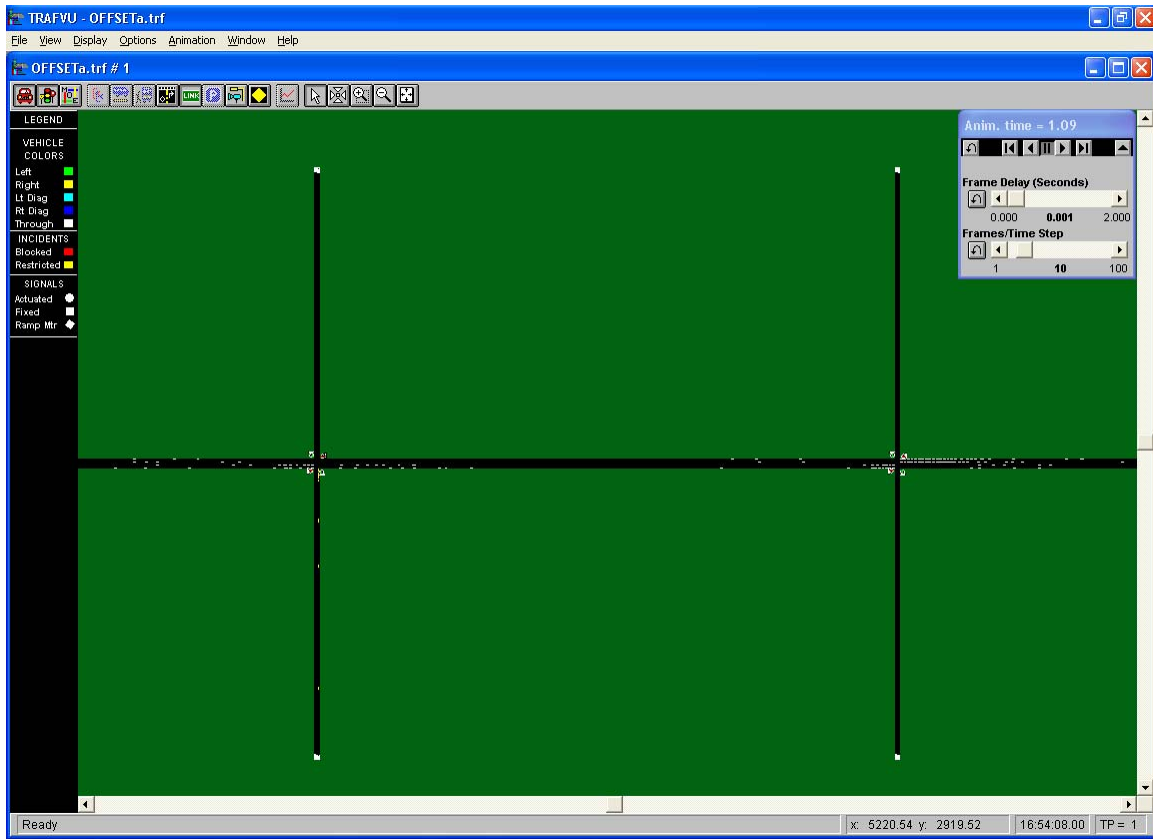 TRAFVU - OFFSETa.trf
File View Display Options Animation Window Help
OFFSETa.trf # 1
LINK
LEGEND
VEHICLE
COLORS
Left
Right
Lt Diag
Rt Diag
Through
INCIDENTS
Blocked
Restricted
SIGNALS
Actuated
Fixed
Ramp Mtr
Anim. time = 1.09
Frame Delay (Seconds)
0.000 0.001 2.000
Frames/Time Step
1 10 100
Ready
x: 5220.54 y: 2919.52
16:54:08.00
TP = 1